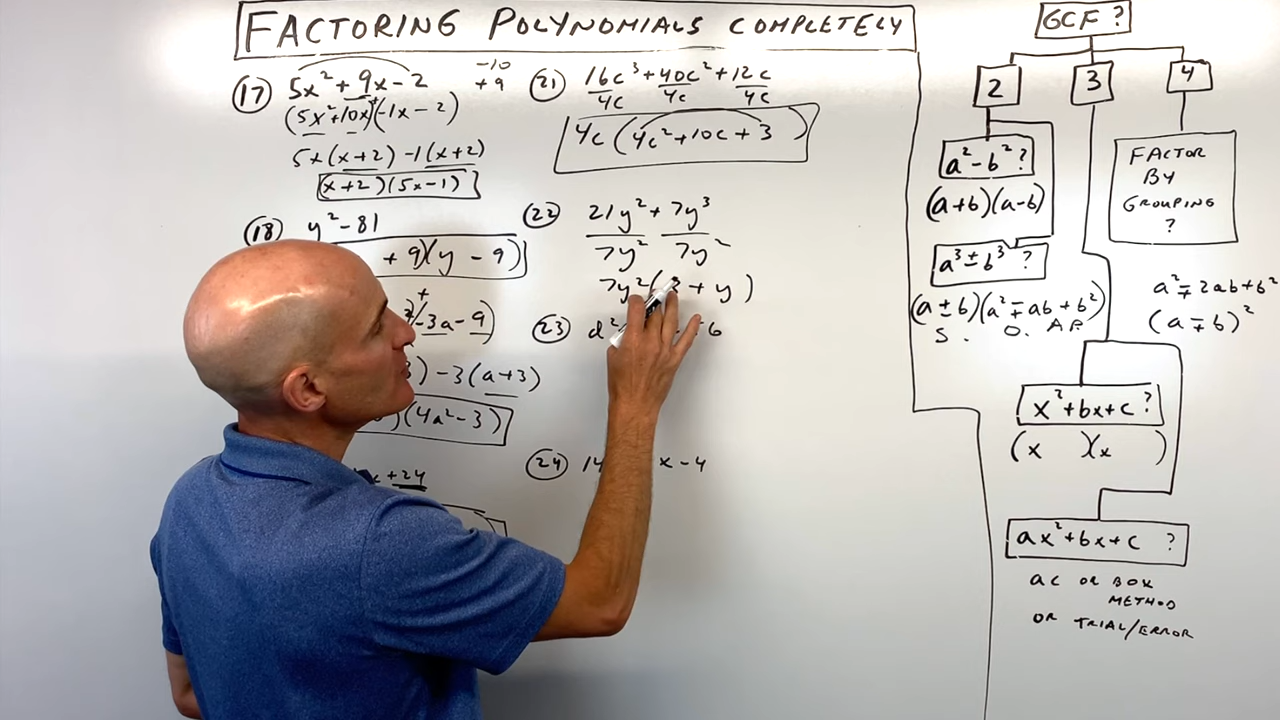 FACTORING POLYNOMIALS COMPLETELY
(17) 5x² + 9x - 2
-10
+9
(5x² + 10x)+(-1x - 2)
5x(x+2) -1(x+2)
(x+2)(5x-1)
(18) y² - 81
+ 9)(y - 9)
+
-3a - 9)
) - 3(a+3)
)(4a² - 3)
x + 24
(21) 16c³ + 40c² + 12c
4c 4c 4c
4c(4c² + 10c + 3)
(22) 21y² + 7y³
7y² 7y²
7y²(3 + y)
(23) d² 6
(24) 14 x - 4
GCF?
2 3 4
a² - b²?
(a+b)(a-b)
a³ ± b³?
(a ± b)(a² ∓ ab + b²)
S. O. AP
FACTOR
BY
GROUPING
?
a² ∓ 2ab + b²
(a ∓ b)²
x² + bx + c?
(x )(x )
ax² + bx + c ?
ac OR BOX
METHOD
OR TRIAL/ERROR